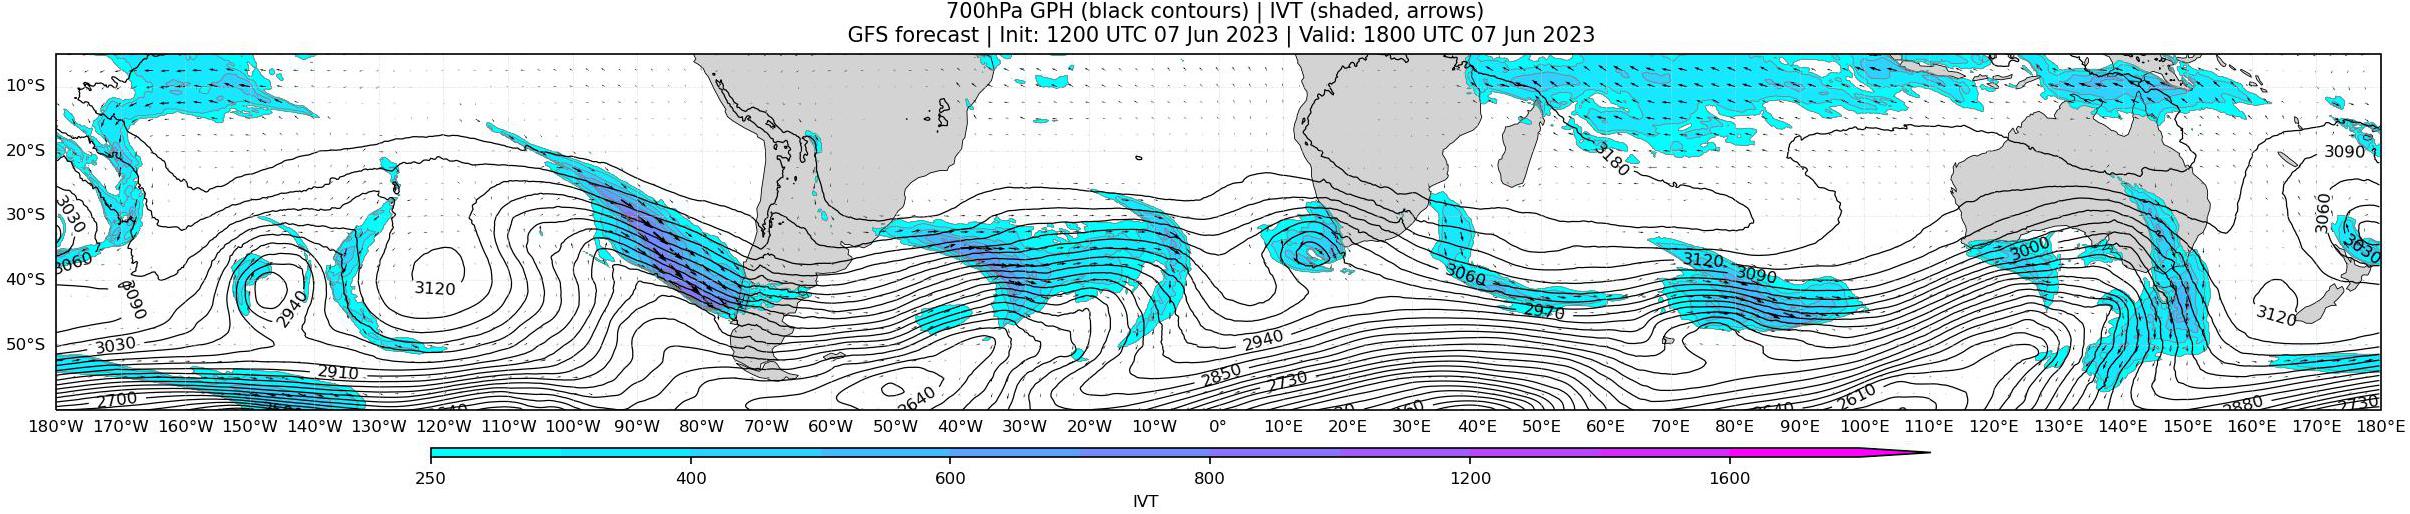 700hPa GPH (black contours) | IVT (shaded, arrows)
GFS forecast | Init: 1200 UTC 07 Jun 2023 | Valid: 1800 UTC 07 Jun 2023
10°S
20°S
30°S
40°S
50°S
3180
3090
3030
3060
3000
3060
3030
3120
3090
3060
3120
3090
2940
2970
3120
3030
2940
2910
2850
2730
2700
2640
2610
2880
2730
180°W 170°W 160°W 150°W 140°W 130°W 120°W 110°W 100°W 90°W 80°W 70°W 60°W 50°W 40°W 30°W 20°W 10°W 0° 10°E 20°E 30°E 40°E 50°E 60°E 70°E 80°E 90°E 100°E 110°E 120°E 130°E 140°E 150°E 160°E 170°E 180°E
250 400 600 800 1200 1600
IVT